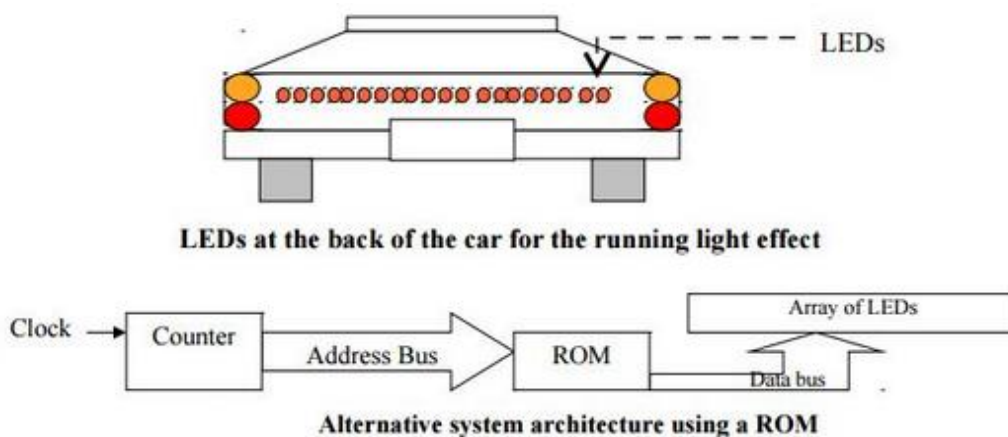 LEDs
LEDs at the back of the car for the running light effect
Array of LEDs
Clock
Counter
Address Bus
ROM
Data bus
Alternative system architecture using a ROM